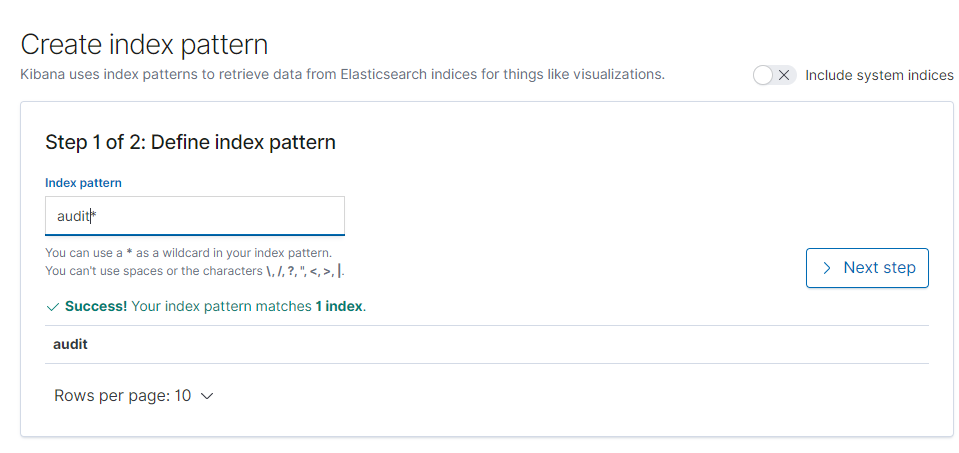 Create index pattern
Kibana uses index patterns to retrieve data from Elasticsearch indices for things like visualizations.
Include system indices
Step 1 of 2: Define index pattern
Index pattern
audit*
You can use a * as a wildcard in your index pattern.
You can't use spaces or the characters \, /, ?, ", <, >, |.
Next step
Success! Your index pattern matches 1 index.
audit
Rows per page: 10